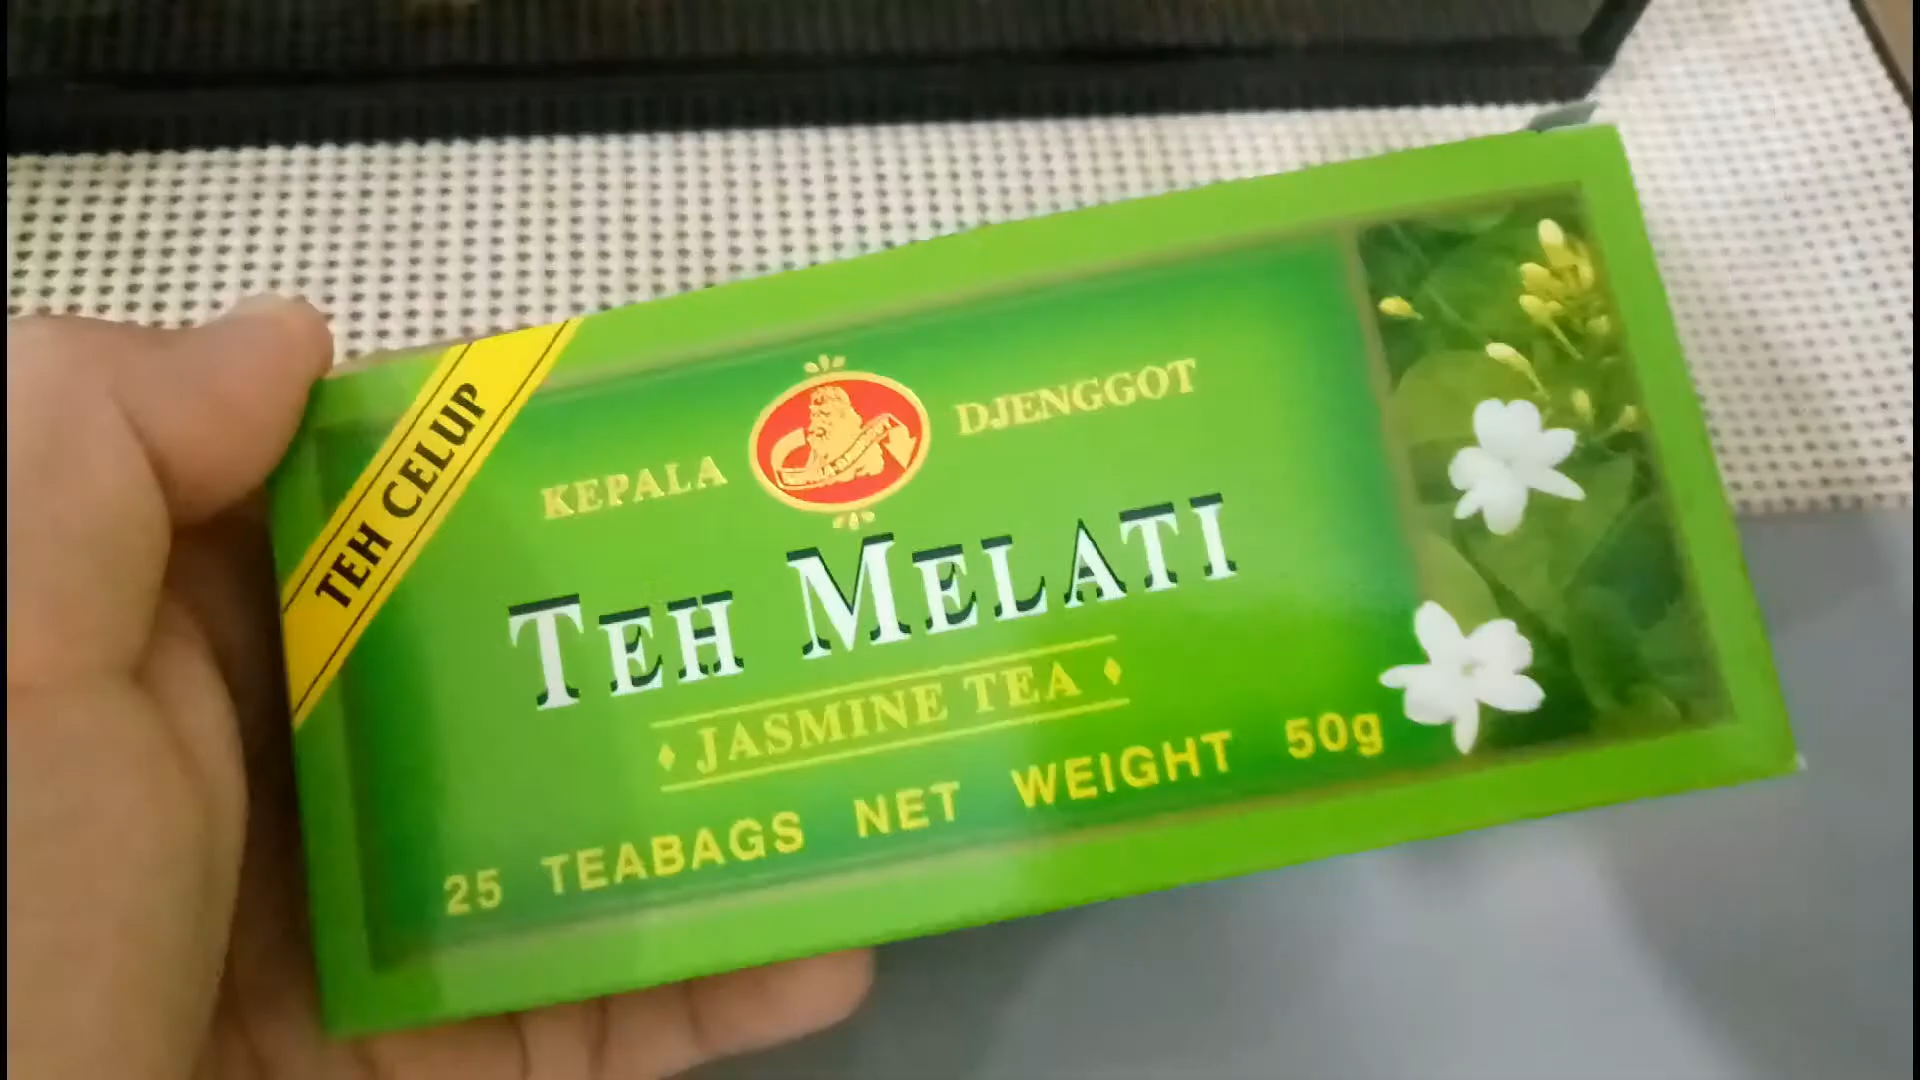 TEH CELUP
KEPALA DJENGGOT
TEH MELATI
JASMINE TEA
25 TEABAGS NET WEIGHT 50g